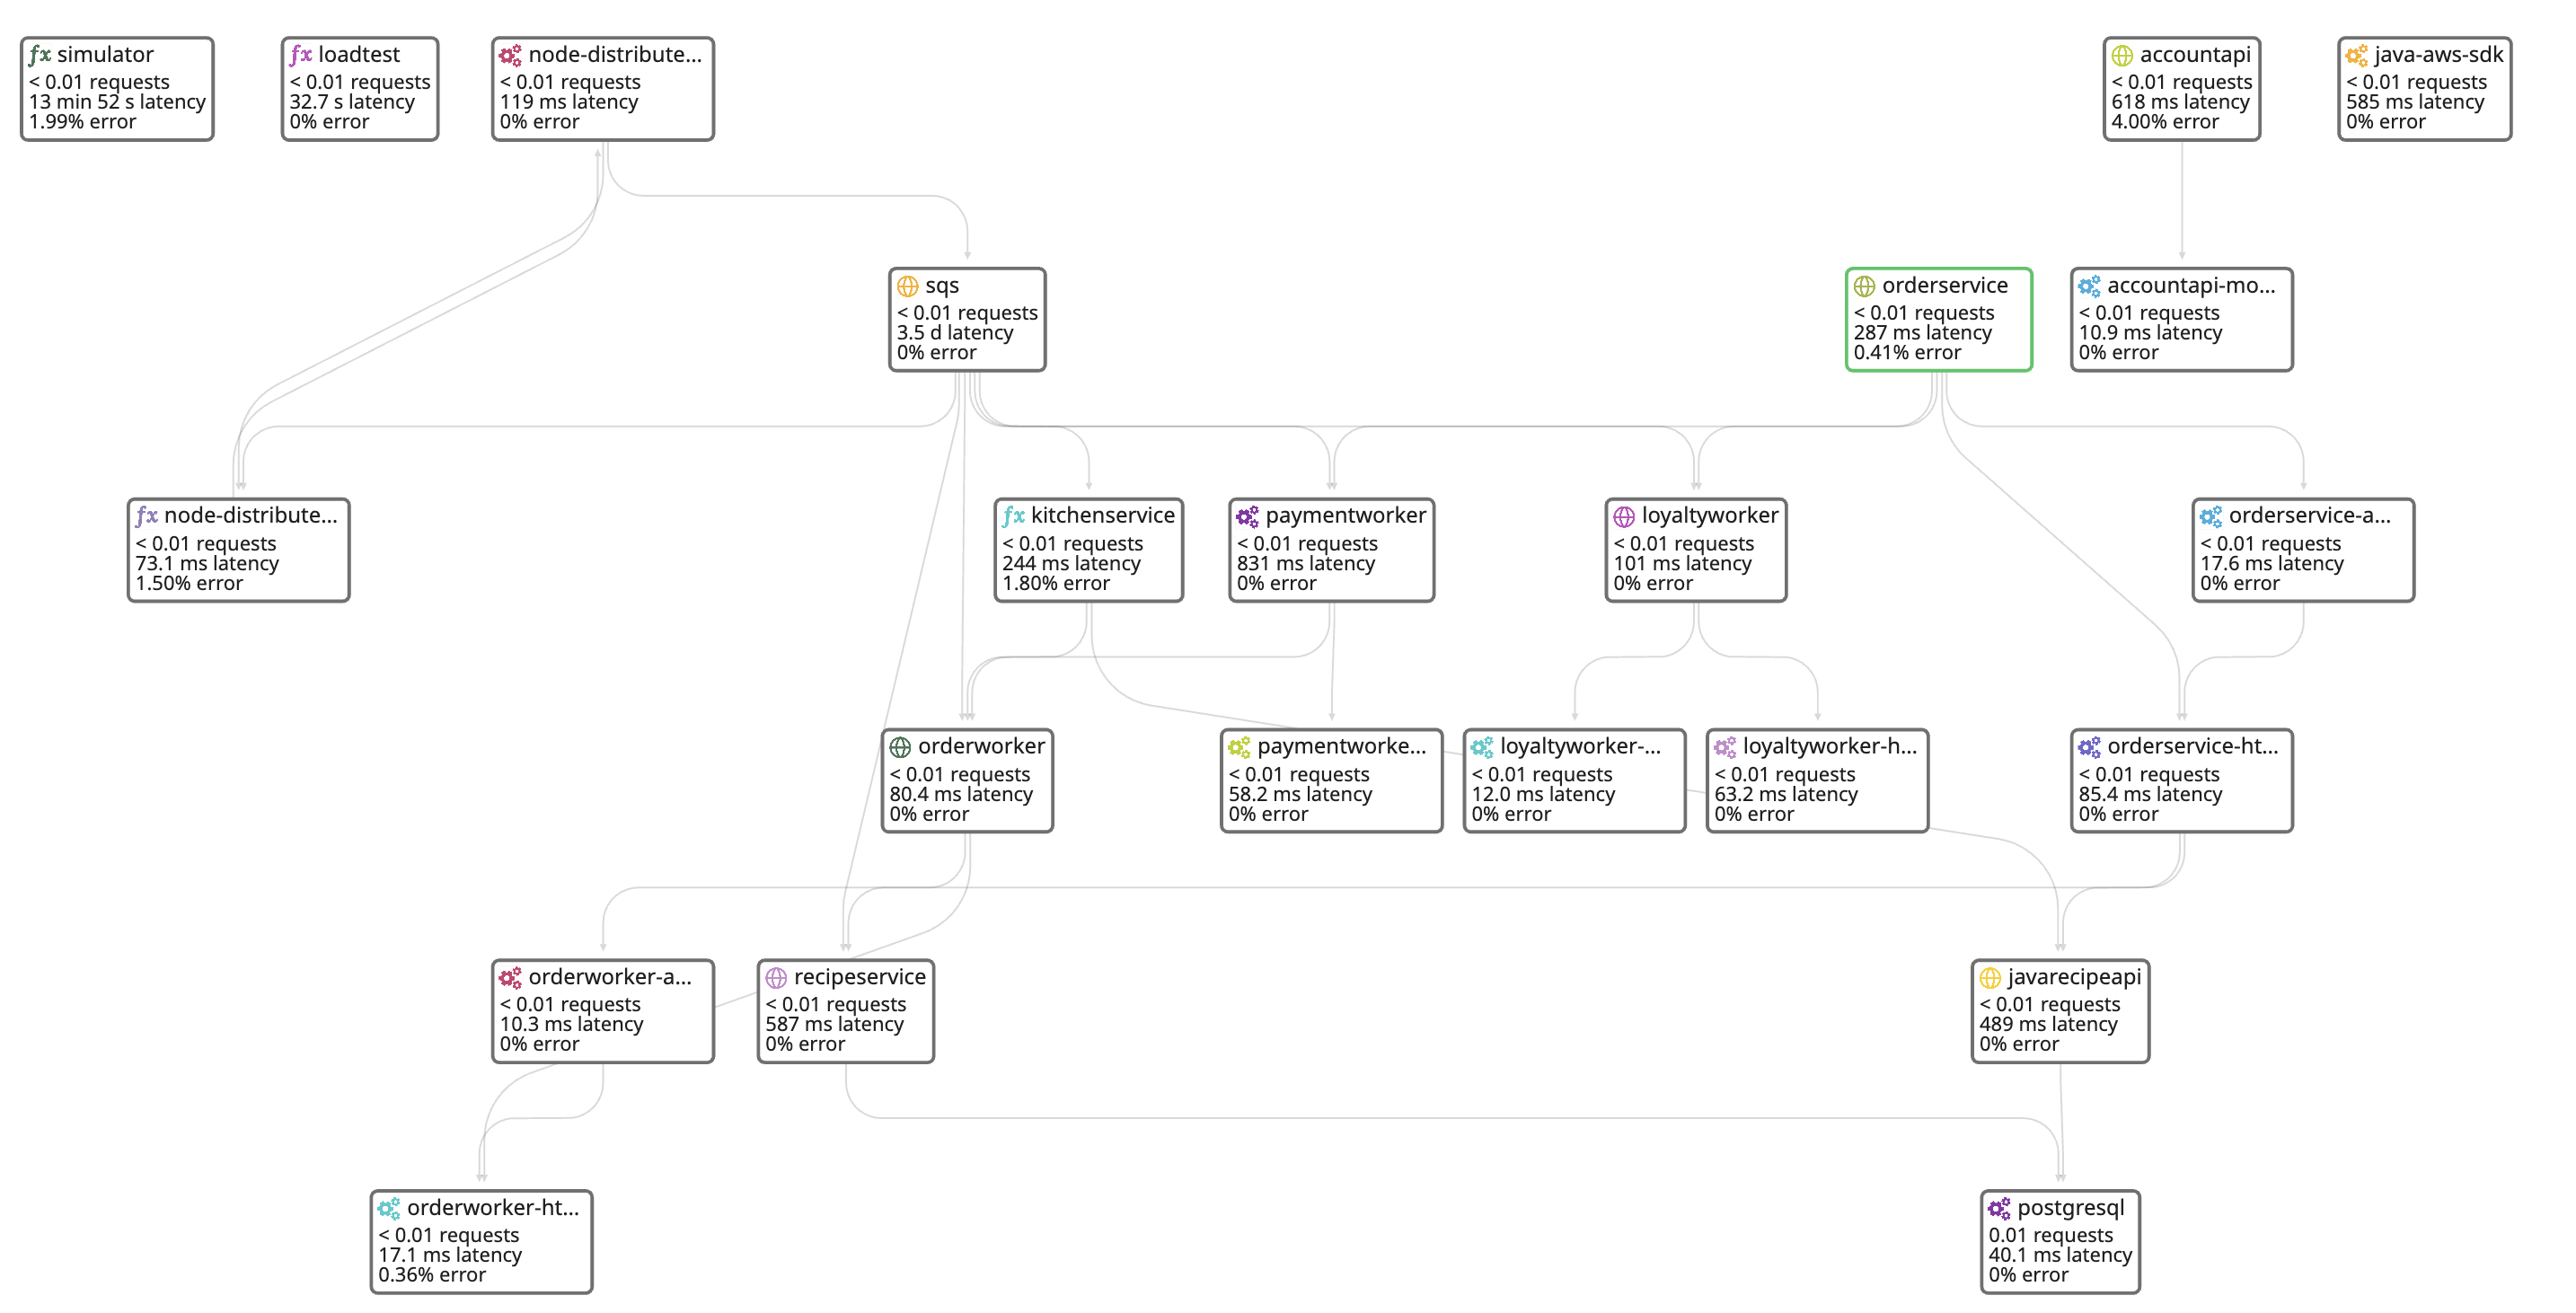 simulator
< 0.01 requests
13 min 52 s latency
1.99% error
loadtest
< 0.01 requests
32.7 s latency
0% error
node-distribute...
< 0.01 requests
119 ms latency
0% error
accountapi
< 0.01 requests
618 ms latency
4.00% error
java-aws-sdk
< 0.01 requests
585 ms latency
0% error
sqs
< 0.01 requests
3.5 d latency
0% error
orderservice
< 0.01 requests
287 ms latency
0.41% error
accountapi-mo...
< 0.01 requests
10.9 ms latency
0% error
node-distribute...
< 0.01 requests
73.1 ms latency
1.50% error
kitchenservice
< 0.01 requests
244 ms latency
1.80% error
paymentworker
< 0.01 requests
831 ms latency
0% error
loyaltyworker
< 0.01 requests
101 ms latency
0% error
orderservice-a...
< 0.01 requests
17.6 ms latency
0% error
orderworker
< 0.01 requests
80.4 ms latency
0% error
paymentworke...
< 0.01 requests
58.2 ms latency
0% error
loyaltyworker-...
< 0.01 requests
12.0 ms latency
0% error
loyaltyworker-h...
< 0.01 requests
63.2 ms latency
0% error
orderservice-ht...
< 0.01 requests
85.4 ms latency
0% error
orderworker-a...
< 0.01 requests
10.3 ms latency
0% error
recipeservice
< 0.01 requests
587 ms latency
0% error
javarecipeapi
< 0.01 requests
489 ms latency
0% error
orderworker-ht...
< 0.01 requests
17.1 ms latency
0.36% error
postgresql
0.01 requests
40.1 ms latency
0% error